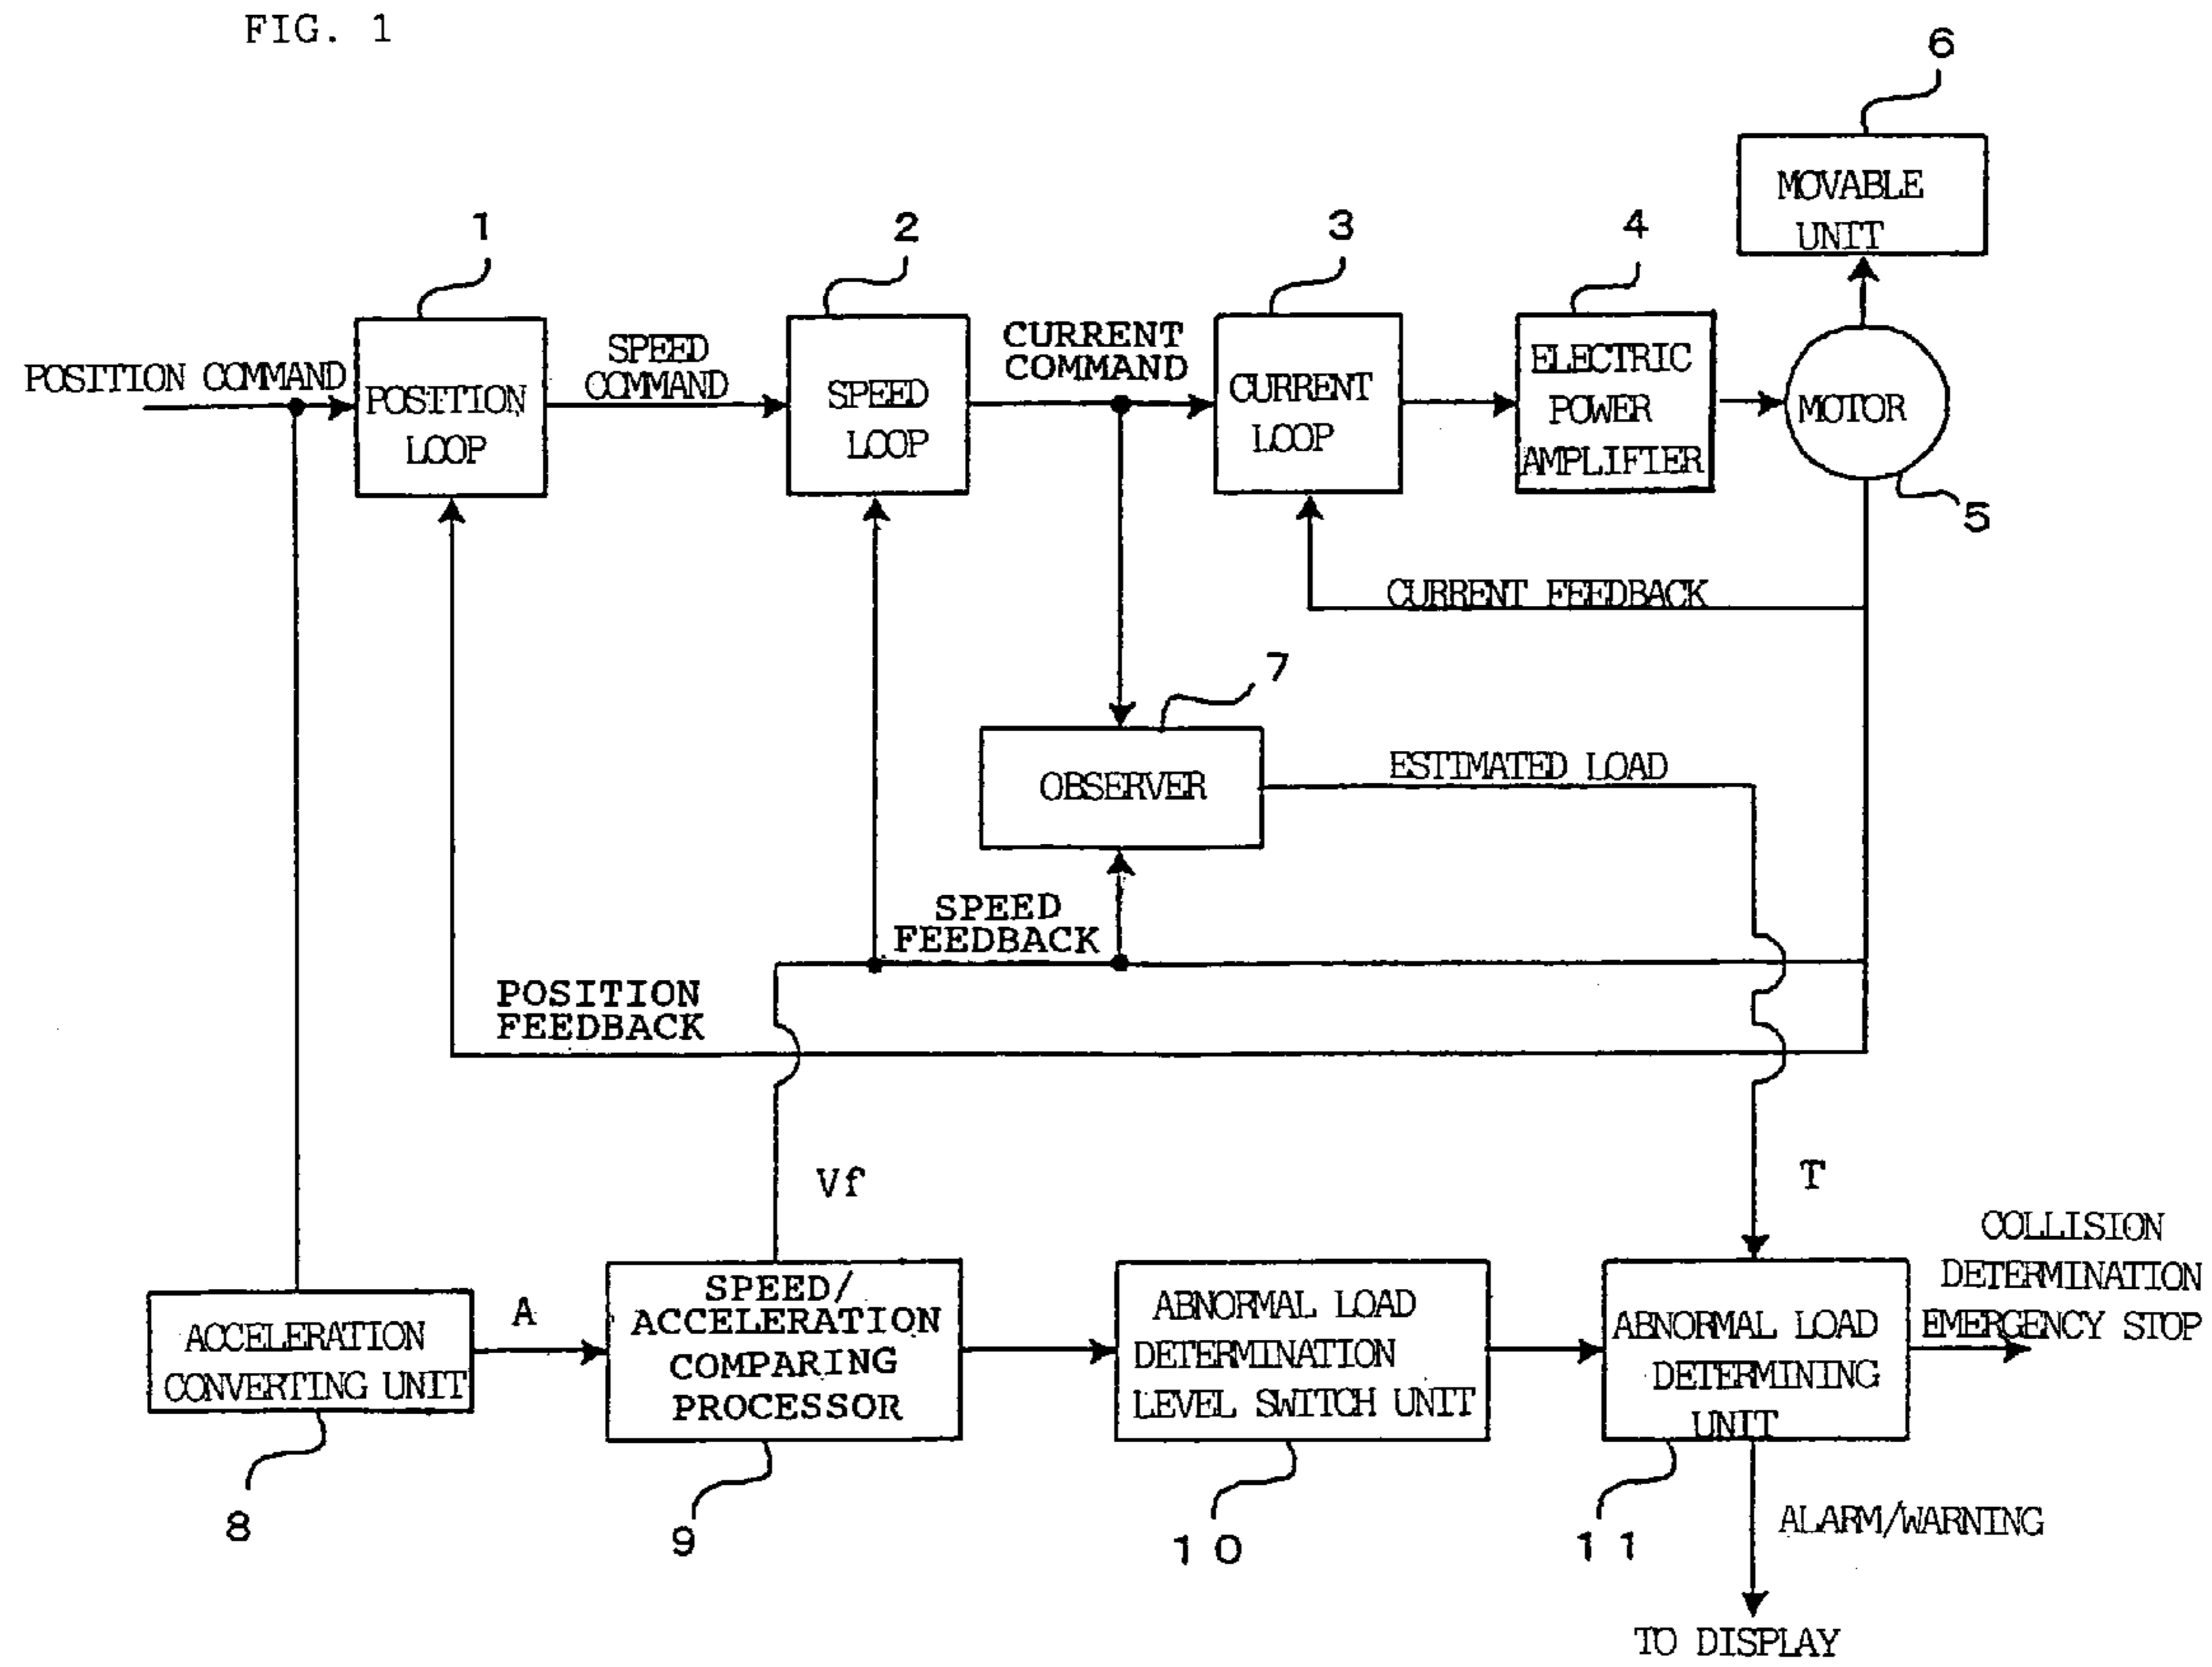 FIG. 1
6
MOVABLE
UNIT
1
2
3
4
POSITION COMMAND
POSITION
LOOP
SPEED
COMMAND
SPEED
LOOP
CURRENT
COMMAND
CURRENT
LOOP
ELECTRIC
POWER
AMPLIFIER
MOTOR
5
CURRENT FEEDBACK
7
OBSERVER
ESTIMATED LOAD
SPEED
FEEDBACK
POSITION
FEEDBACK
Vf
T
ACCELERATION
CONVERTING UNIT
A
SPEED/
ACCELERATION
COMPARING
PROCESSOR
ABNORMAL LOAD
DETERMINATION
LEVEL SWITCH UNIT
ABNORMAL LOAD
DETERMINING
UNIT
COLLISION
DETERMINATION
EMERGENCY STOP
8
9
10
11
ALARM/WARNING
TO DISPLAY